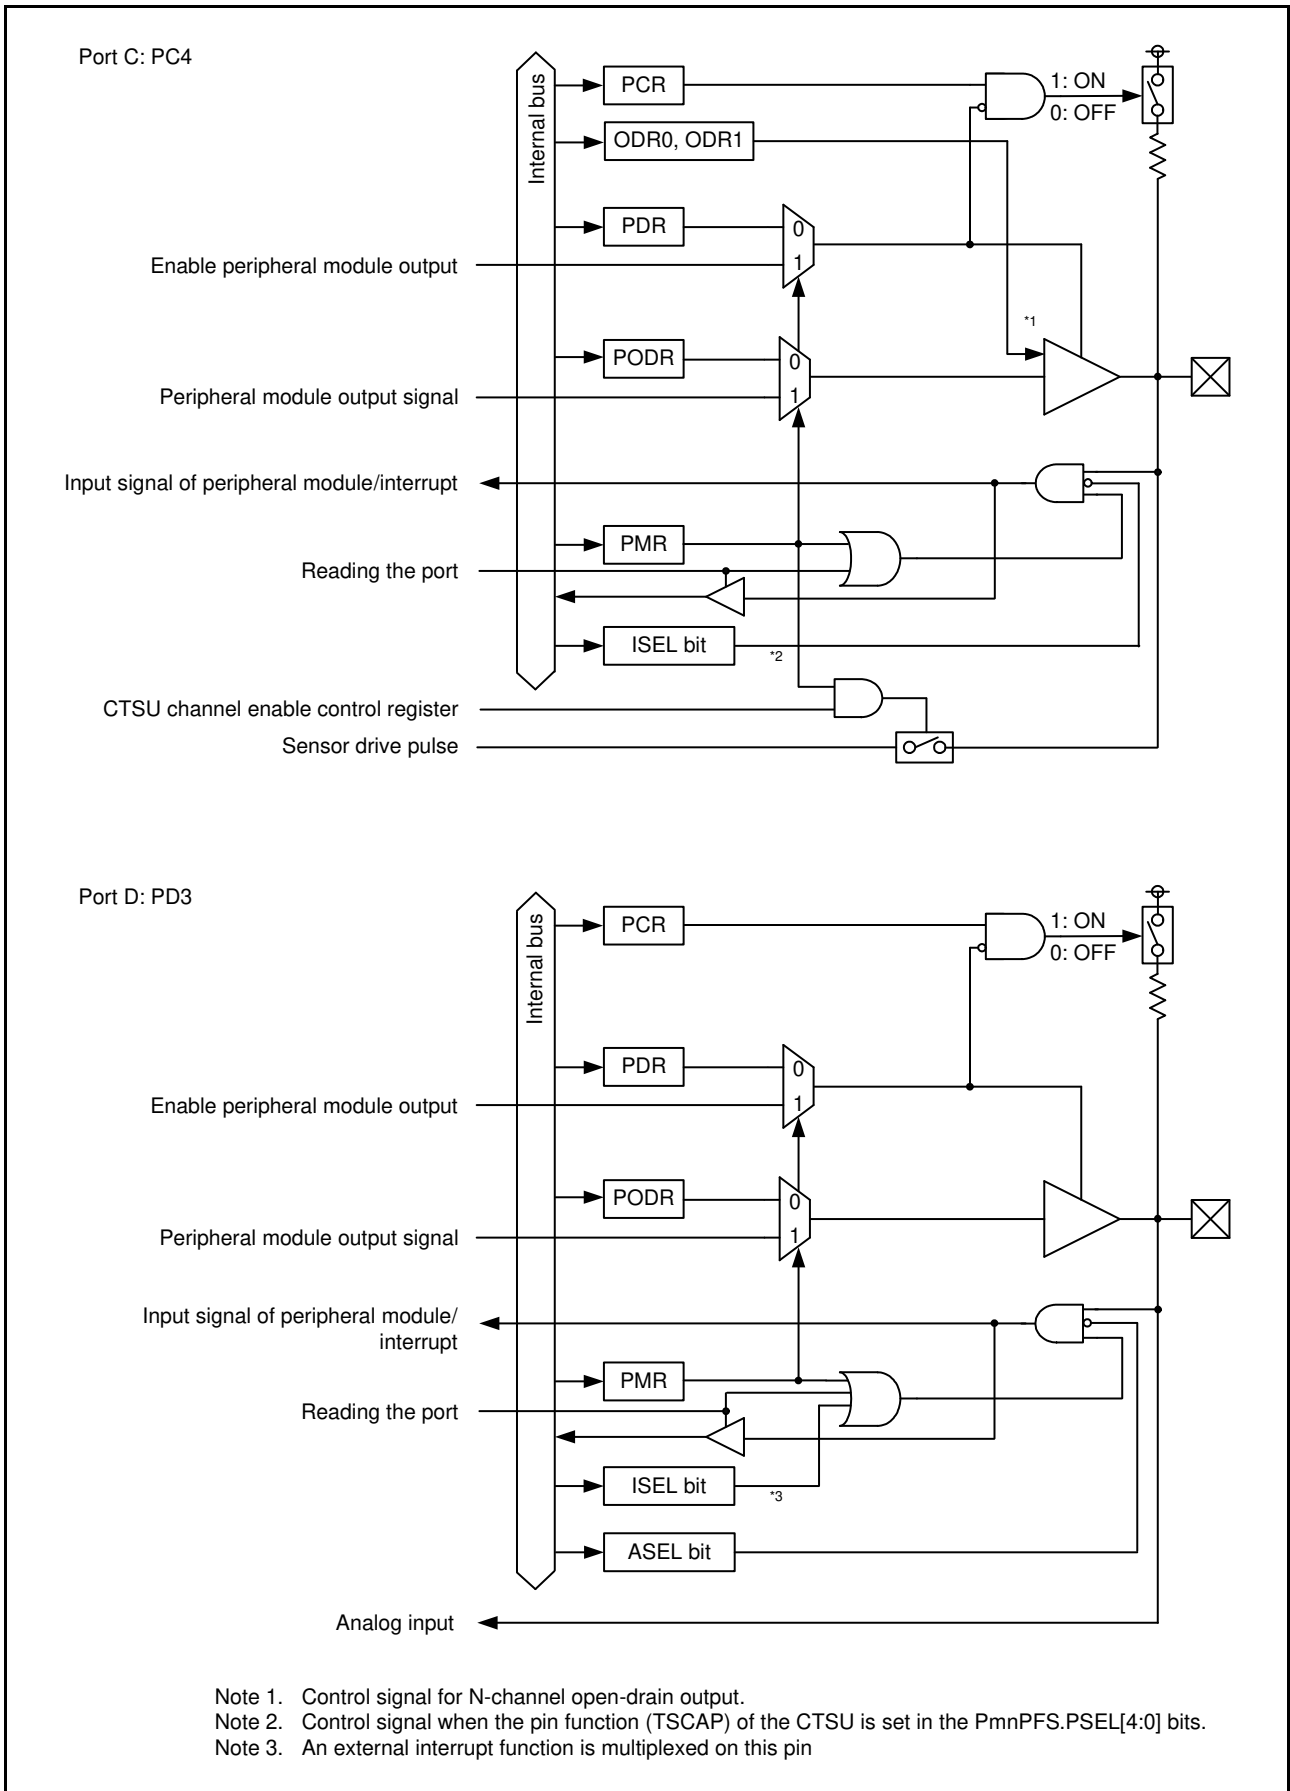 Port C: PC4
Internal bus
PCR
1: ON
0: OFF
ODR0, ODR1
PDR
0
Enable peripheral module output
1
*1
PODR
0
Peripheral module output signal
1
Input signal of peripheral module/interrupt
PMR
Reading the port
ISEL bit
*2
CTSU channel enable control register
Sensor drive pulse
Port D: PD3
Internal bus
PCR
1: ON
0: OFF
PDR
0
Enable peripheral module output
1
PODR
0
Peripheral module output signal
1
Input signal of peripheral module/
interrupt
PMR
Reading the port
ISEL bit
*3
ASEL bit
Analog input
Note 1. Control signal for N-channel open-drain output.
Note 2. Control signal when the pin function (TSCAP) of the CTSU is set in the PmnPFS.PSEL[4:0] bits.
Note 3. An external interrupt function is multiplexed on this pin